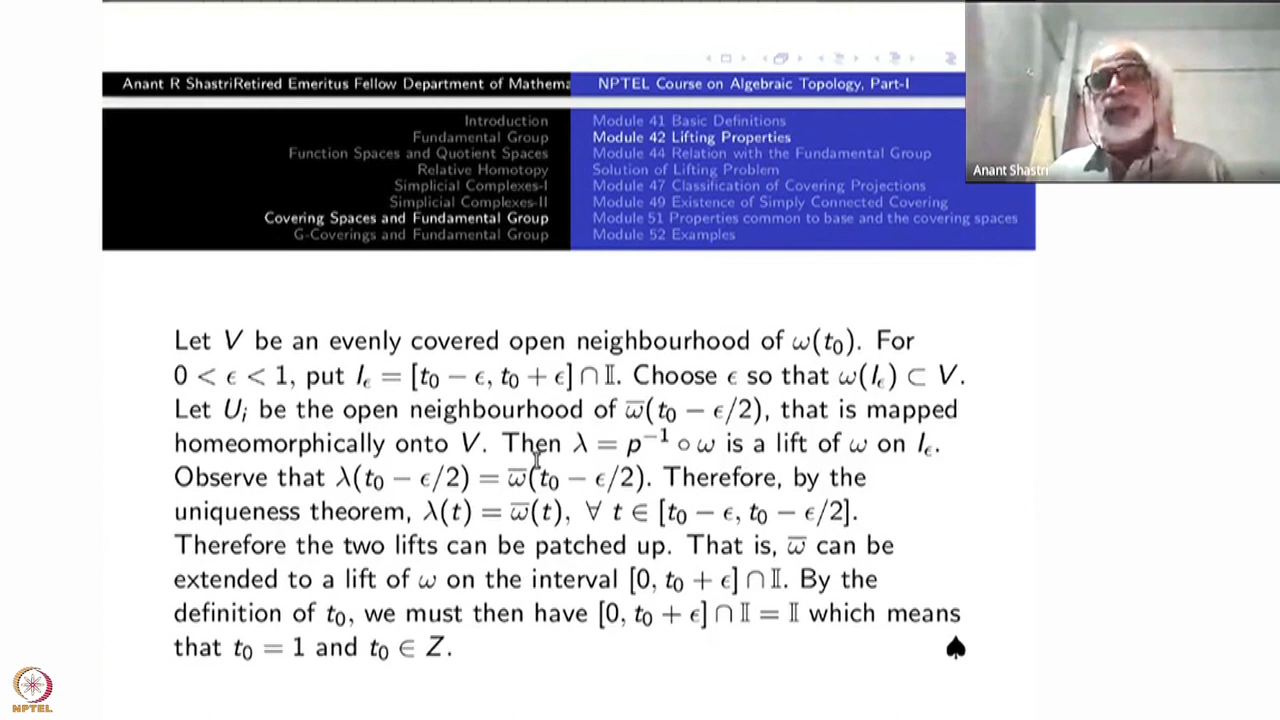 Anant R ShastriRetired Emeritus Fellow Department of Mathema
NPTEL Course on Algebraic Topology, Part-I
Introduction
Fundamental Group
Function Spaces and Quotient Spaces
Relative Homotopy
Simplicial Complexes-I
Simplicial Complexes-II
Covering Spaces and Fundamental Group
G-Coverings and Fundamental Group
Module 41 Basic Definitions
Module 42 Lifting Properties
Module 44 Relation with the Fundamental Group
Solution of Lifting Problem
Module 47 Classification of Covering Projections
Module 49 Existence of Simply Connected Covering
Module 51 Properties common to base and the covering spaces
Module 52 Examples
Anant Shastri
Let V be an evenly covered open neighbourhood of ω(t₀). For
0 < ϵ < 1, put I_ϵ = [t₀ − ϵ, t₀ + ϵ] ∩ 𝕀. Choose ϵ so that ω(I_ϵ) ⊂ V.
Let U_i be the open neighbourhood of ω̅(t₀ − ϵ/2), that is mapped
homeomorphically onto V. Then λ = p⁻¹ ∘ ω is a lift of ω on I_ϵ.
Observe that λ(t₀ − ϵ/2) = ω̅(t₀ − ϵ/2). Therefore, by the
uniqueness theorem, λ(t) = ω̅(t), ∀ t ∈ [t₀ − ϵ, t₀ − ϵ/2].
Therefore the two lifts can be patched up. That is, ω̅ can be
extended to a lift of ω on the interval [0, t₀ + ϵ] ∩ 𝕀. By the
definition of t₀, we must then have [0, t₀ + ϵ] ∩ 𝕀 = 𝕀 which means
that t₀ = 1 and t₀ ∈ Z. ♠
NPTEL